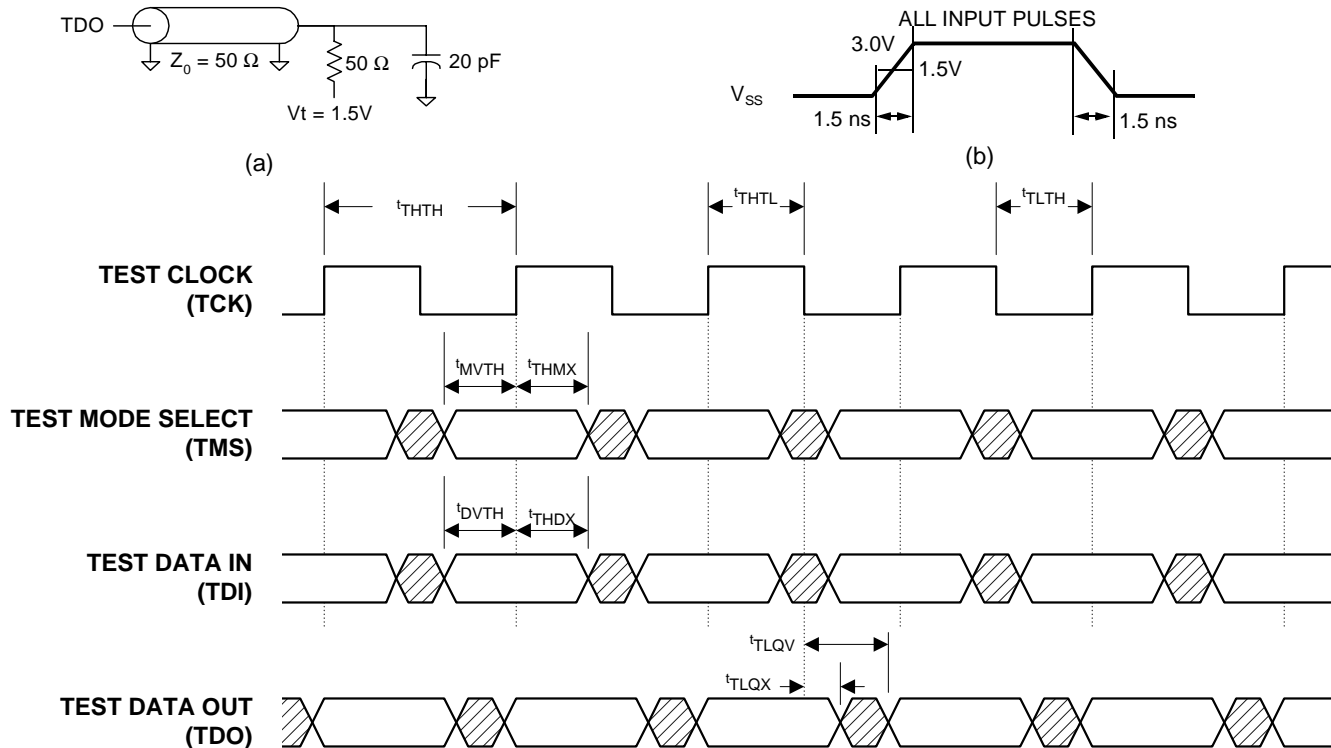 ALL INPUT PULSES
TDO
Z0 = 50 Ω
50 Ω
20 pF
Vt = 1.5V
(a)
3.0V
1.5V
VSS
1.5 ns
1.5 ns
(b)
tTHTH
tTHTL
tTLTH
TEST CLOCK
(TCK)
tMVTH
tTHMX
TEST MODE SELECT
(TMS)
tDVTH
tTHDX
TEST DATA IN
(TDI)
tTLQV
tTLQX
TEST DATA OUT
(TDO)